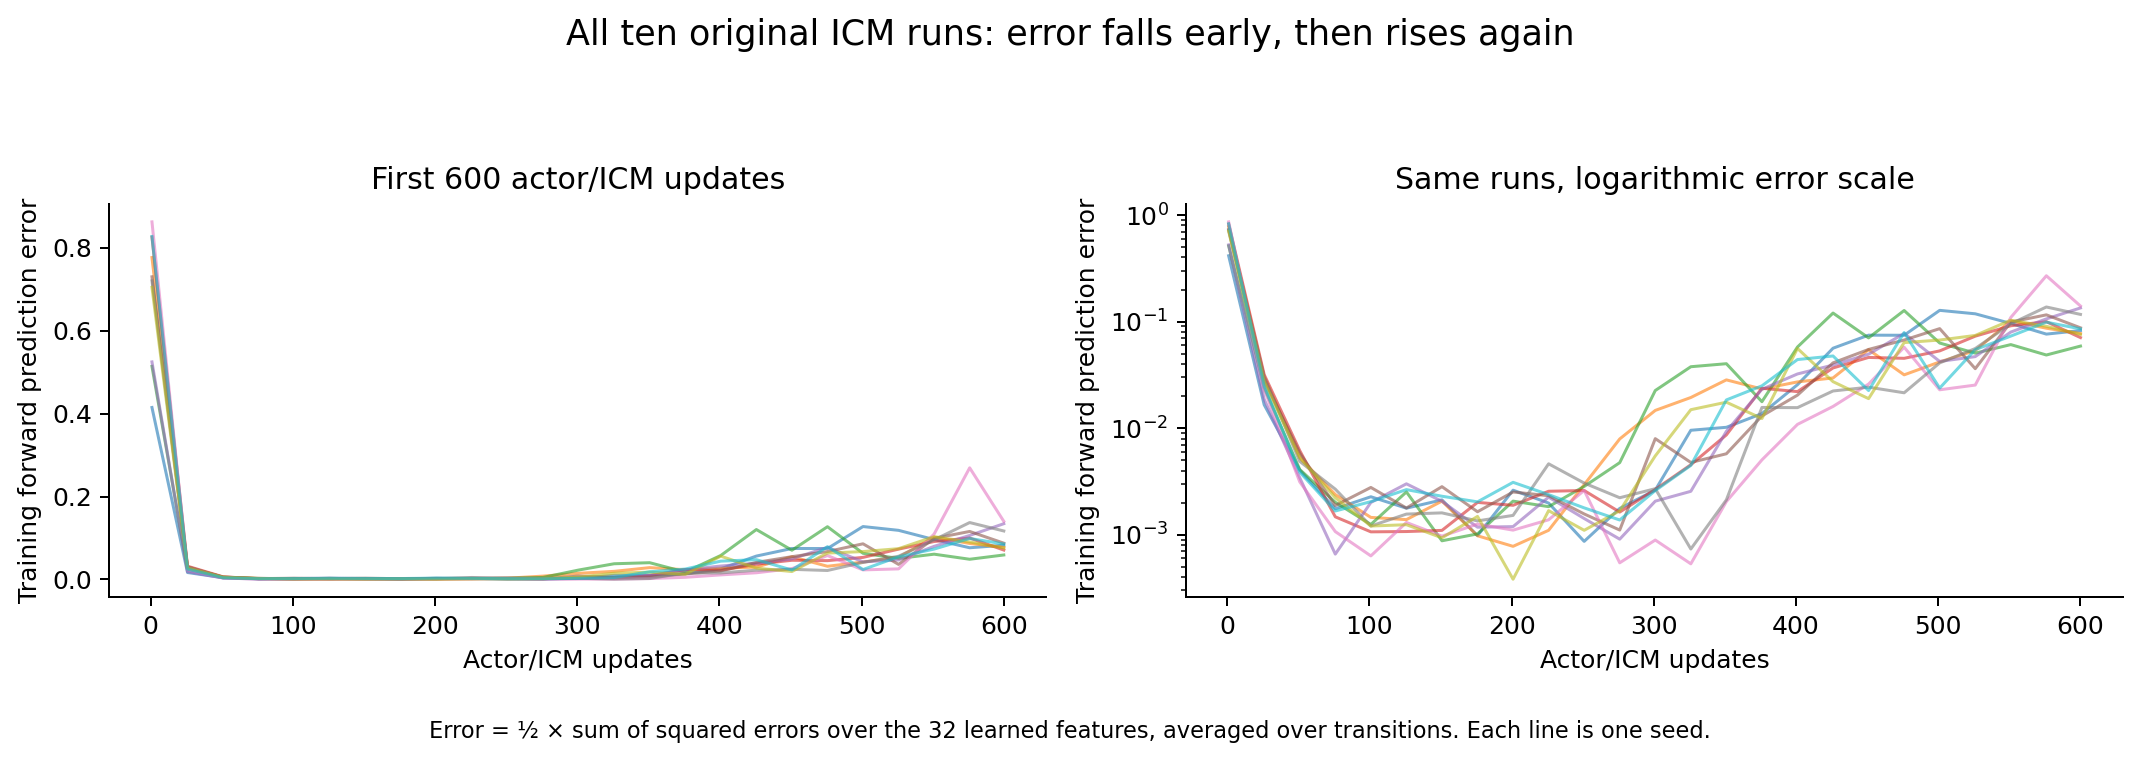 All ten original ICM runs: error falls early, then rises again
First 600 actor/ICM updates
Training forward prediction error
0.8
0.6
0.4
0.2
0.0
0 100 200 300 400 500 600
Actor/ICM updates
Same runs, logarithmic error scale
Training forward prediction error
10⁰
10⁻¹
10⁻²
10⁻³
0 100 200 300 400 500 600
Actor/ICM updates
Error = ½ × sum of squared errors over the 32 learned features, averaged over transitions. Each line is one seed.